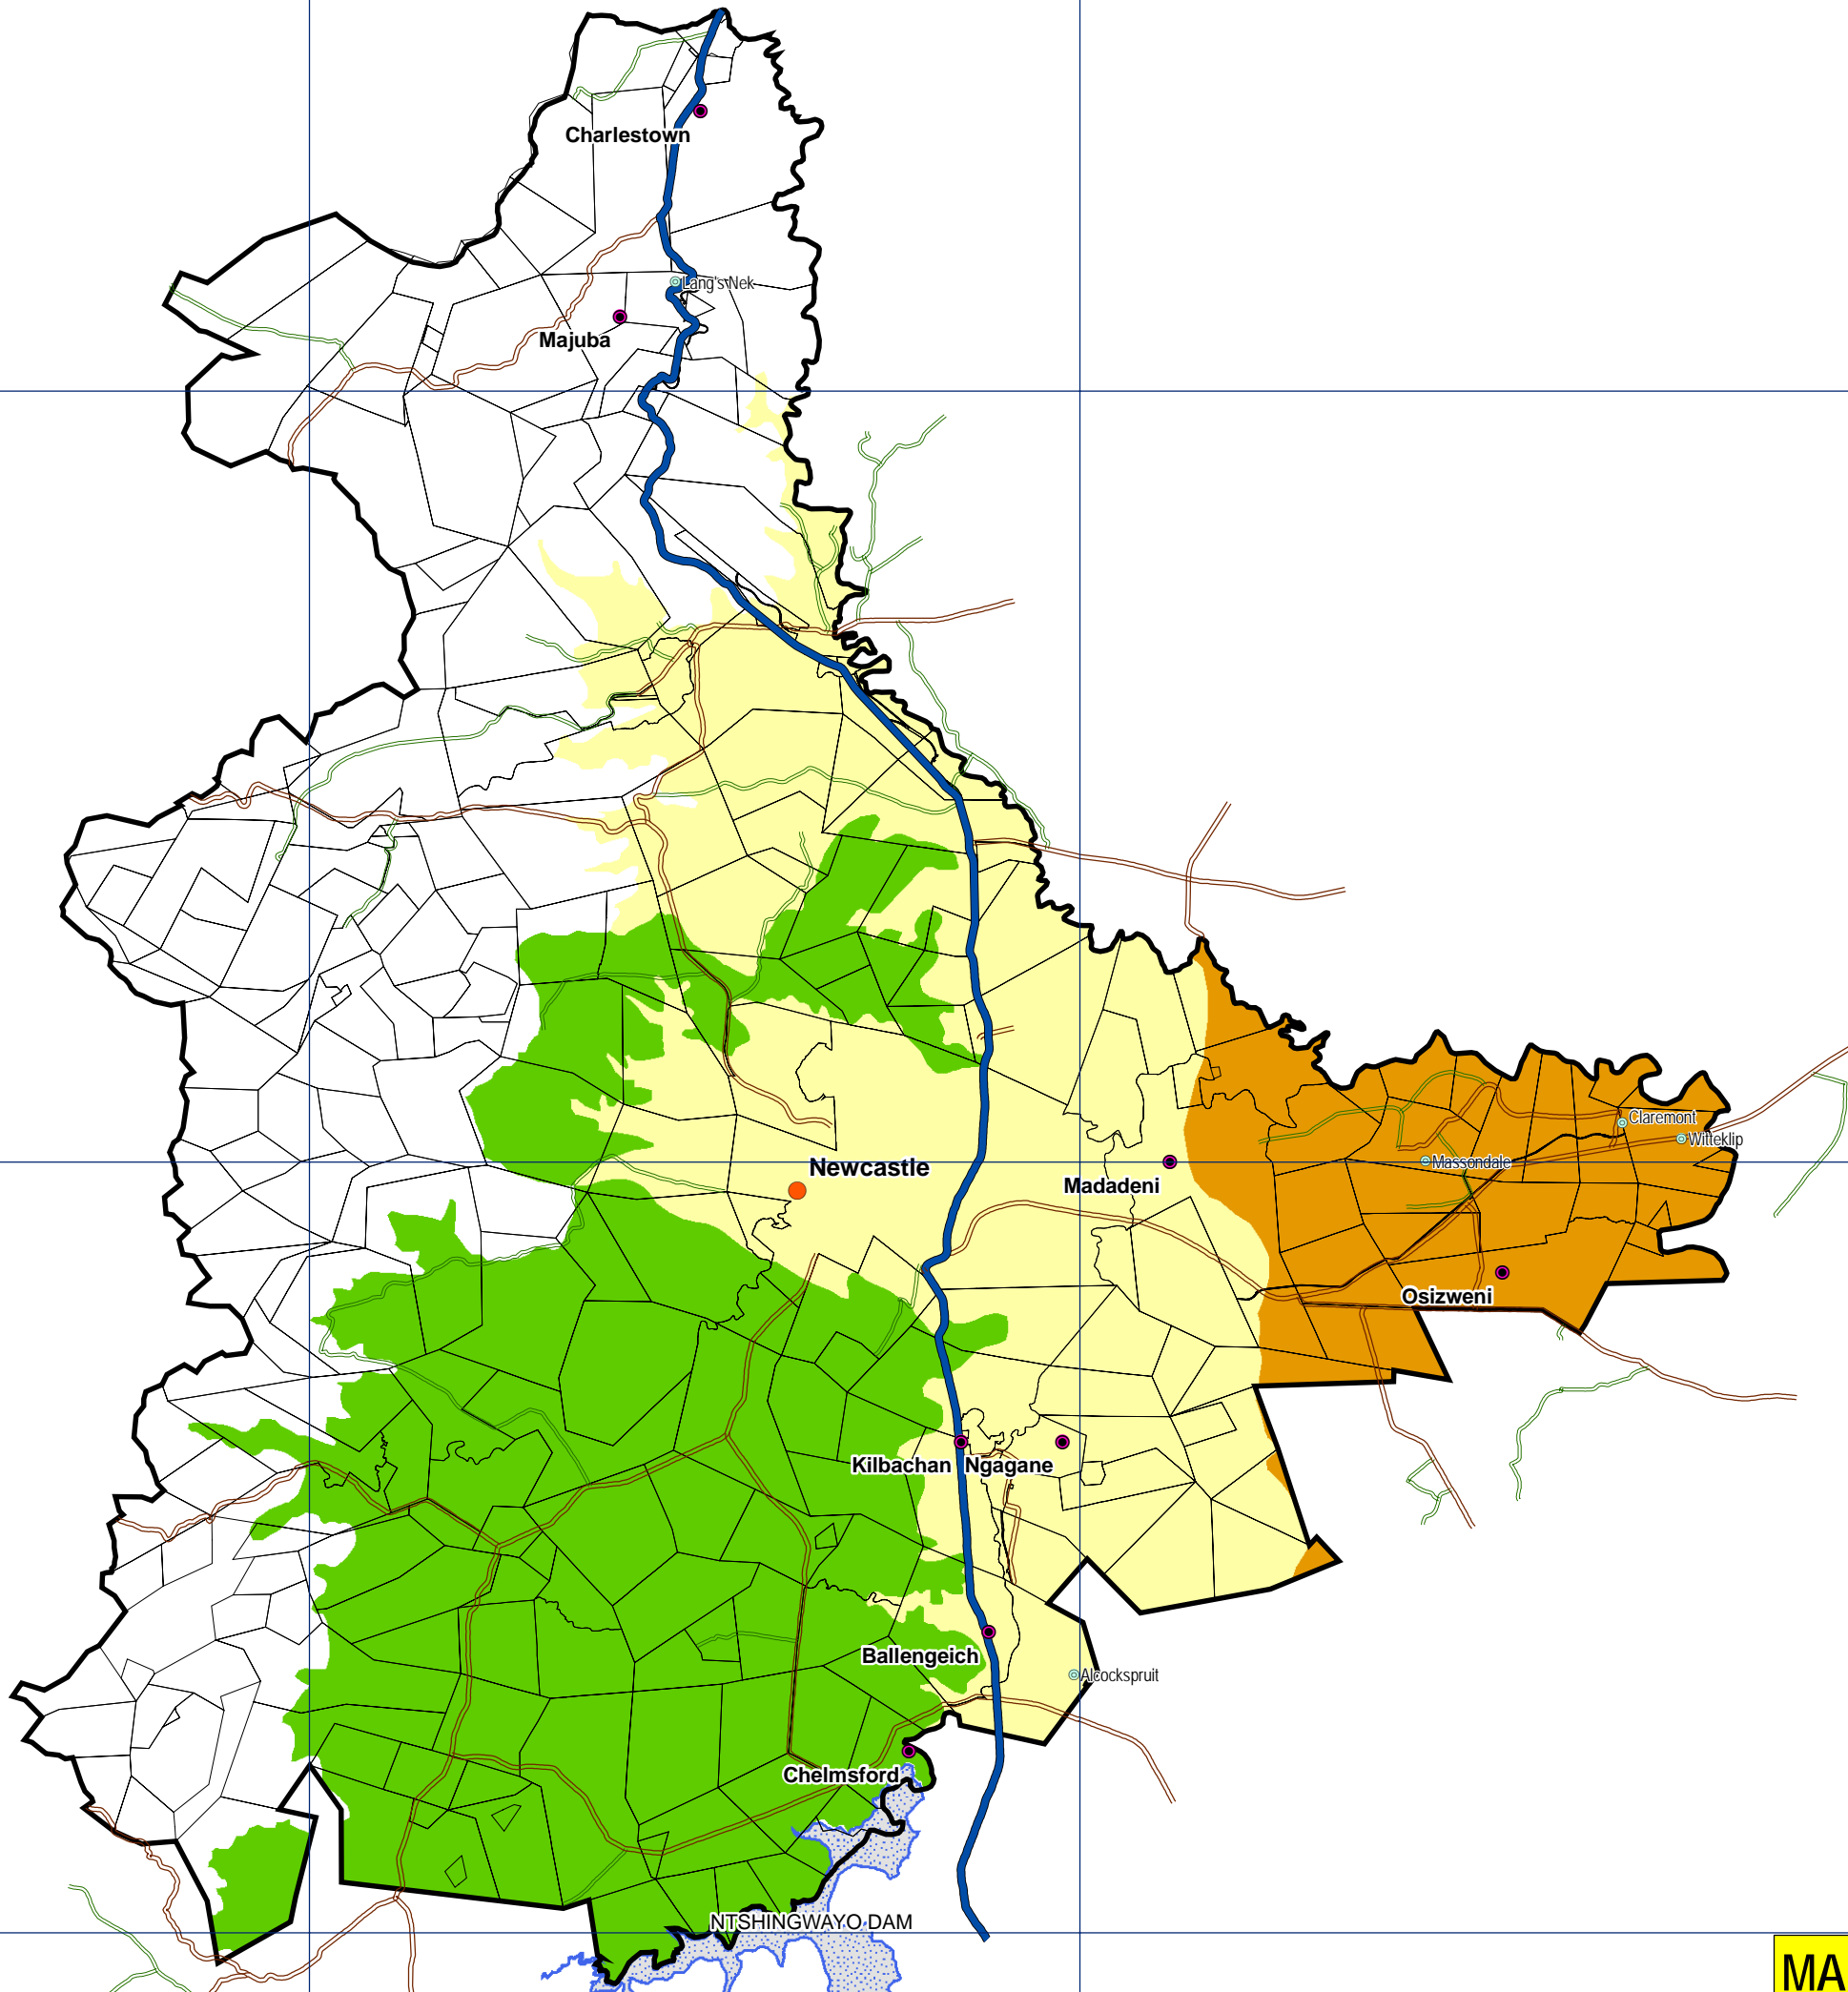 Charlestown
Lang's Nek
Majuba
Claremont
Witteklip
Massondale
Newcastle
Madadeni
Osizweni
Kilbachan
Ngagane
Ballengeich
Alcockspruit
Chelmsford
NTSHINGWAYO DAM
MA